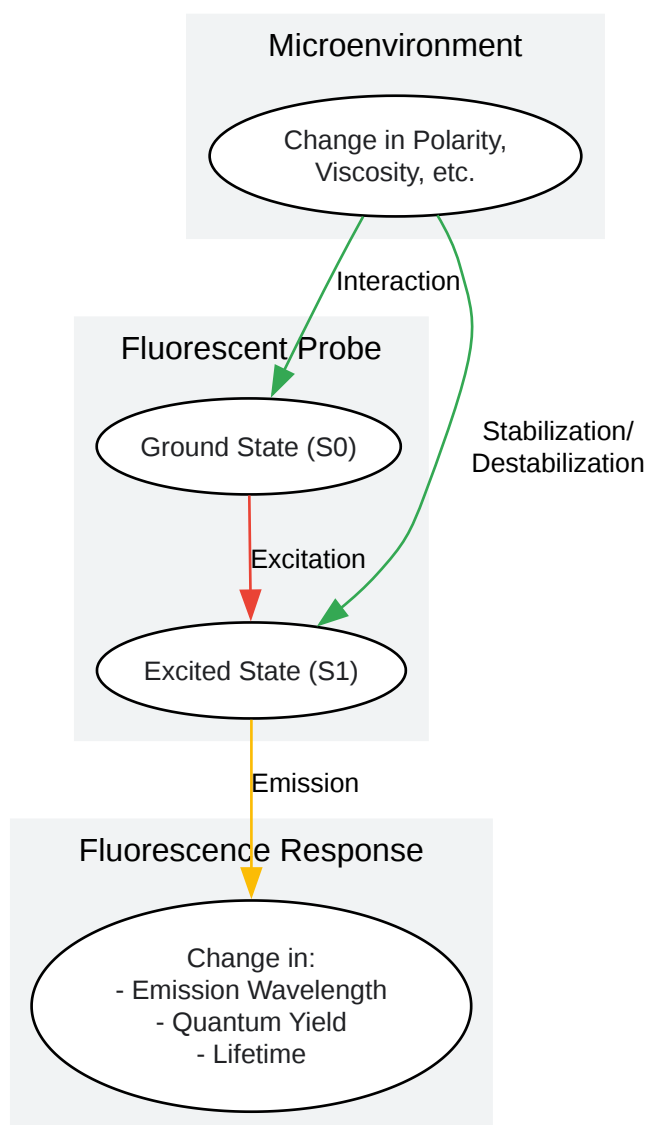 Microenvironment
Change in Polarity,
Viscosity, etc.
Interaction
Fluorescent Probe
Ground State (S0)
Stabilization/
Destabilization
Excitation
Excited State (S1)
Emission
Fluorescence Response
Change in:
- Emission Wavelength
- Quantum Yield
- Lifetime